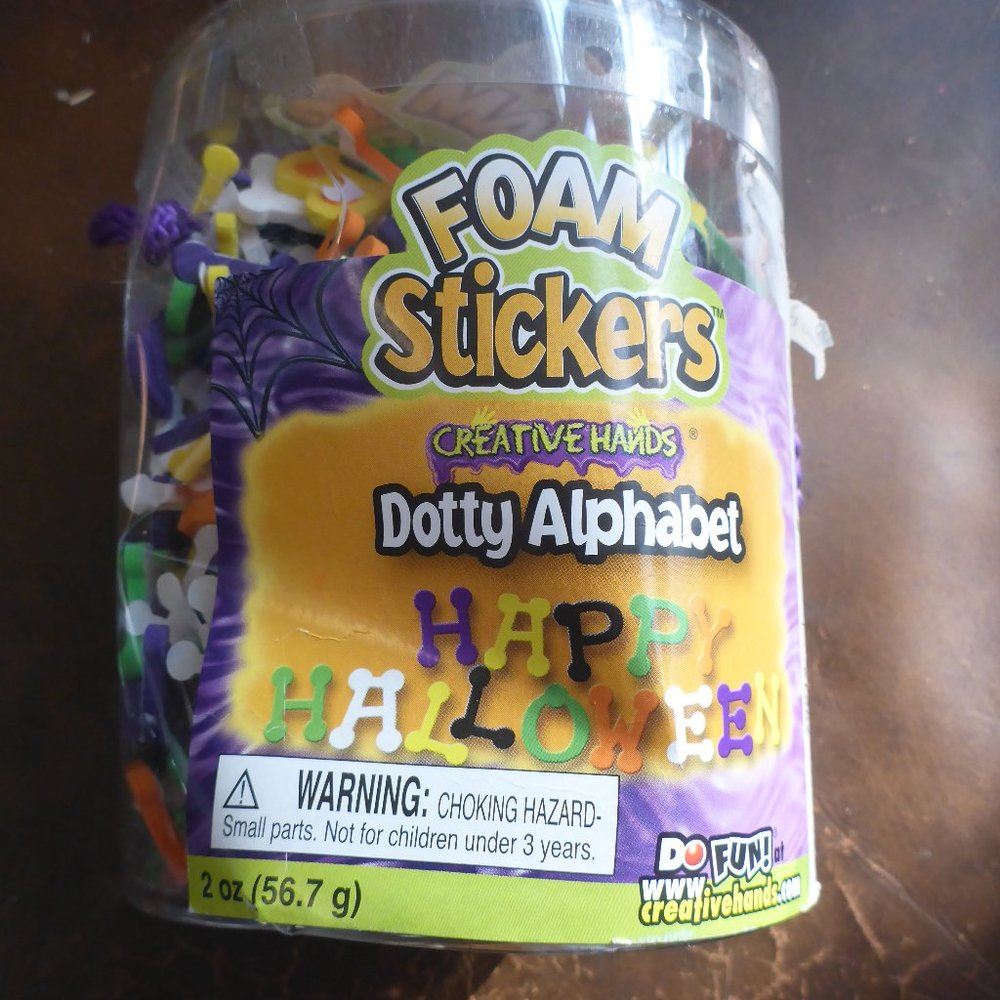 FOAM
Stickers™
CREATIVE HANDS®
Dotty Alphabet
HAPPY
HALLOWEEN
WARNING: CHOKING HAZARD-
Small parts. Not for children under 3 years.
DO FUN! at
www.
creativehands.com
2 oz (56.7 g)